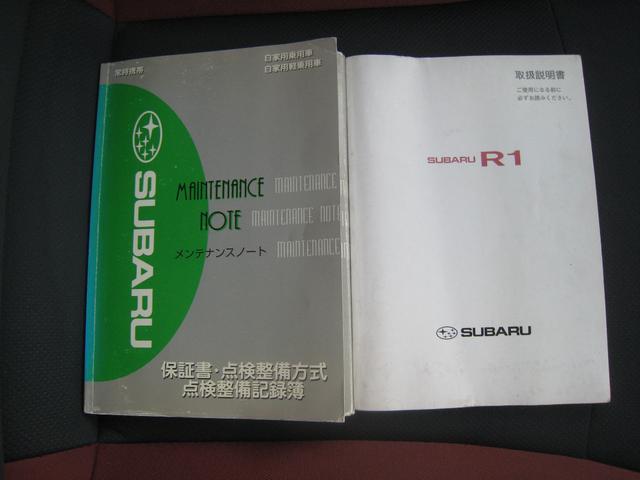 常時携帯
自家用乗用車
自家用軽乗用車
SUBARU
MAINTENANCE MAINTENANCE
NOTE MAINTENANCE NOTE
メンテナンスノート MAINTENANCE
保証書・点検整備方式
点検整備記録簿
取扱説明書
ご使用になる前に
必ずお読みください。
SUBARU R1
SUBARU